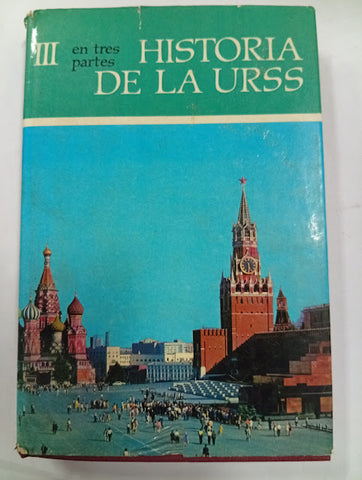 III en tres HISTORIA
partes DE LA URSS